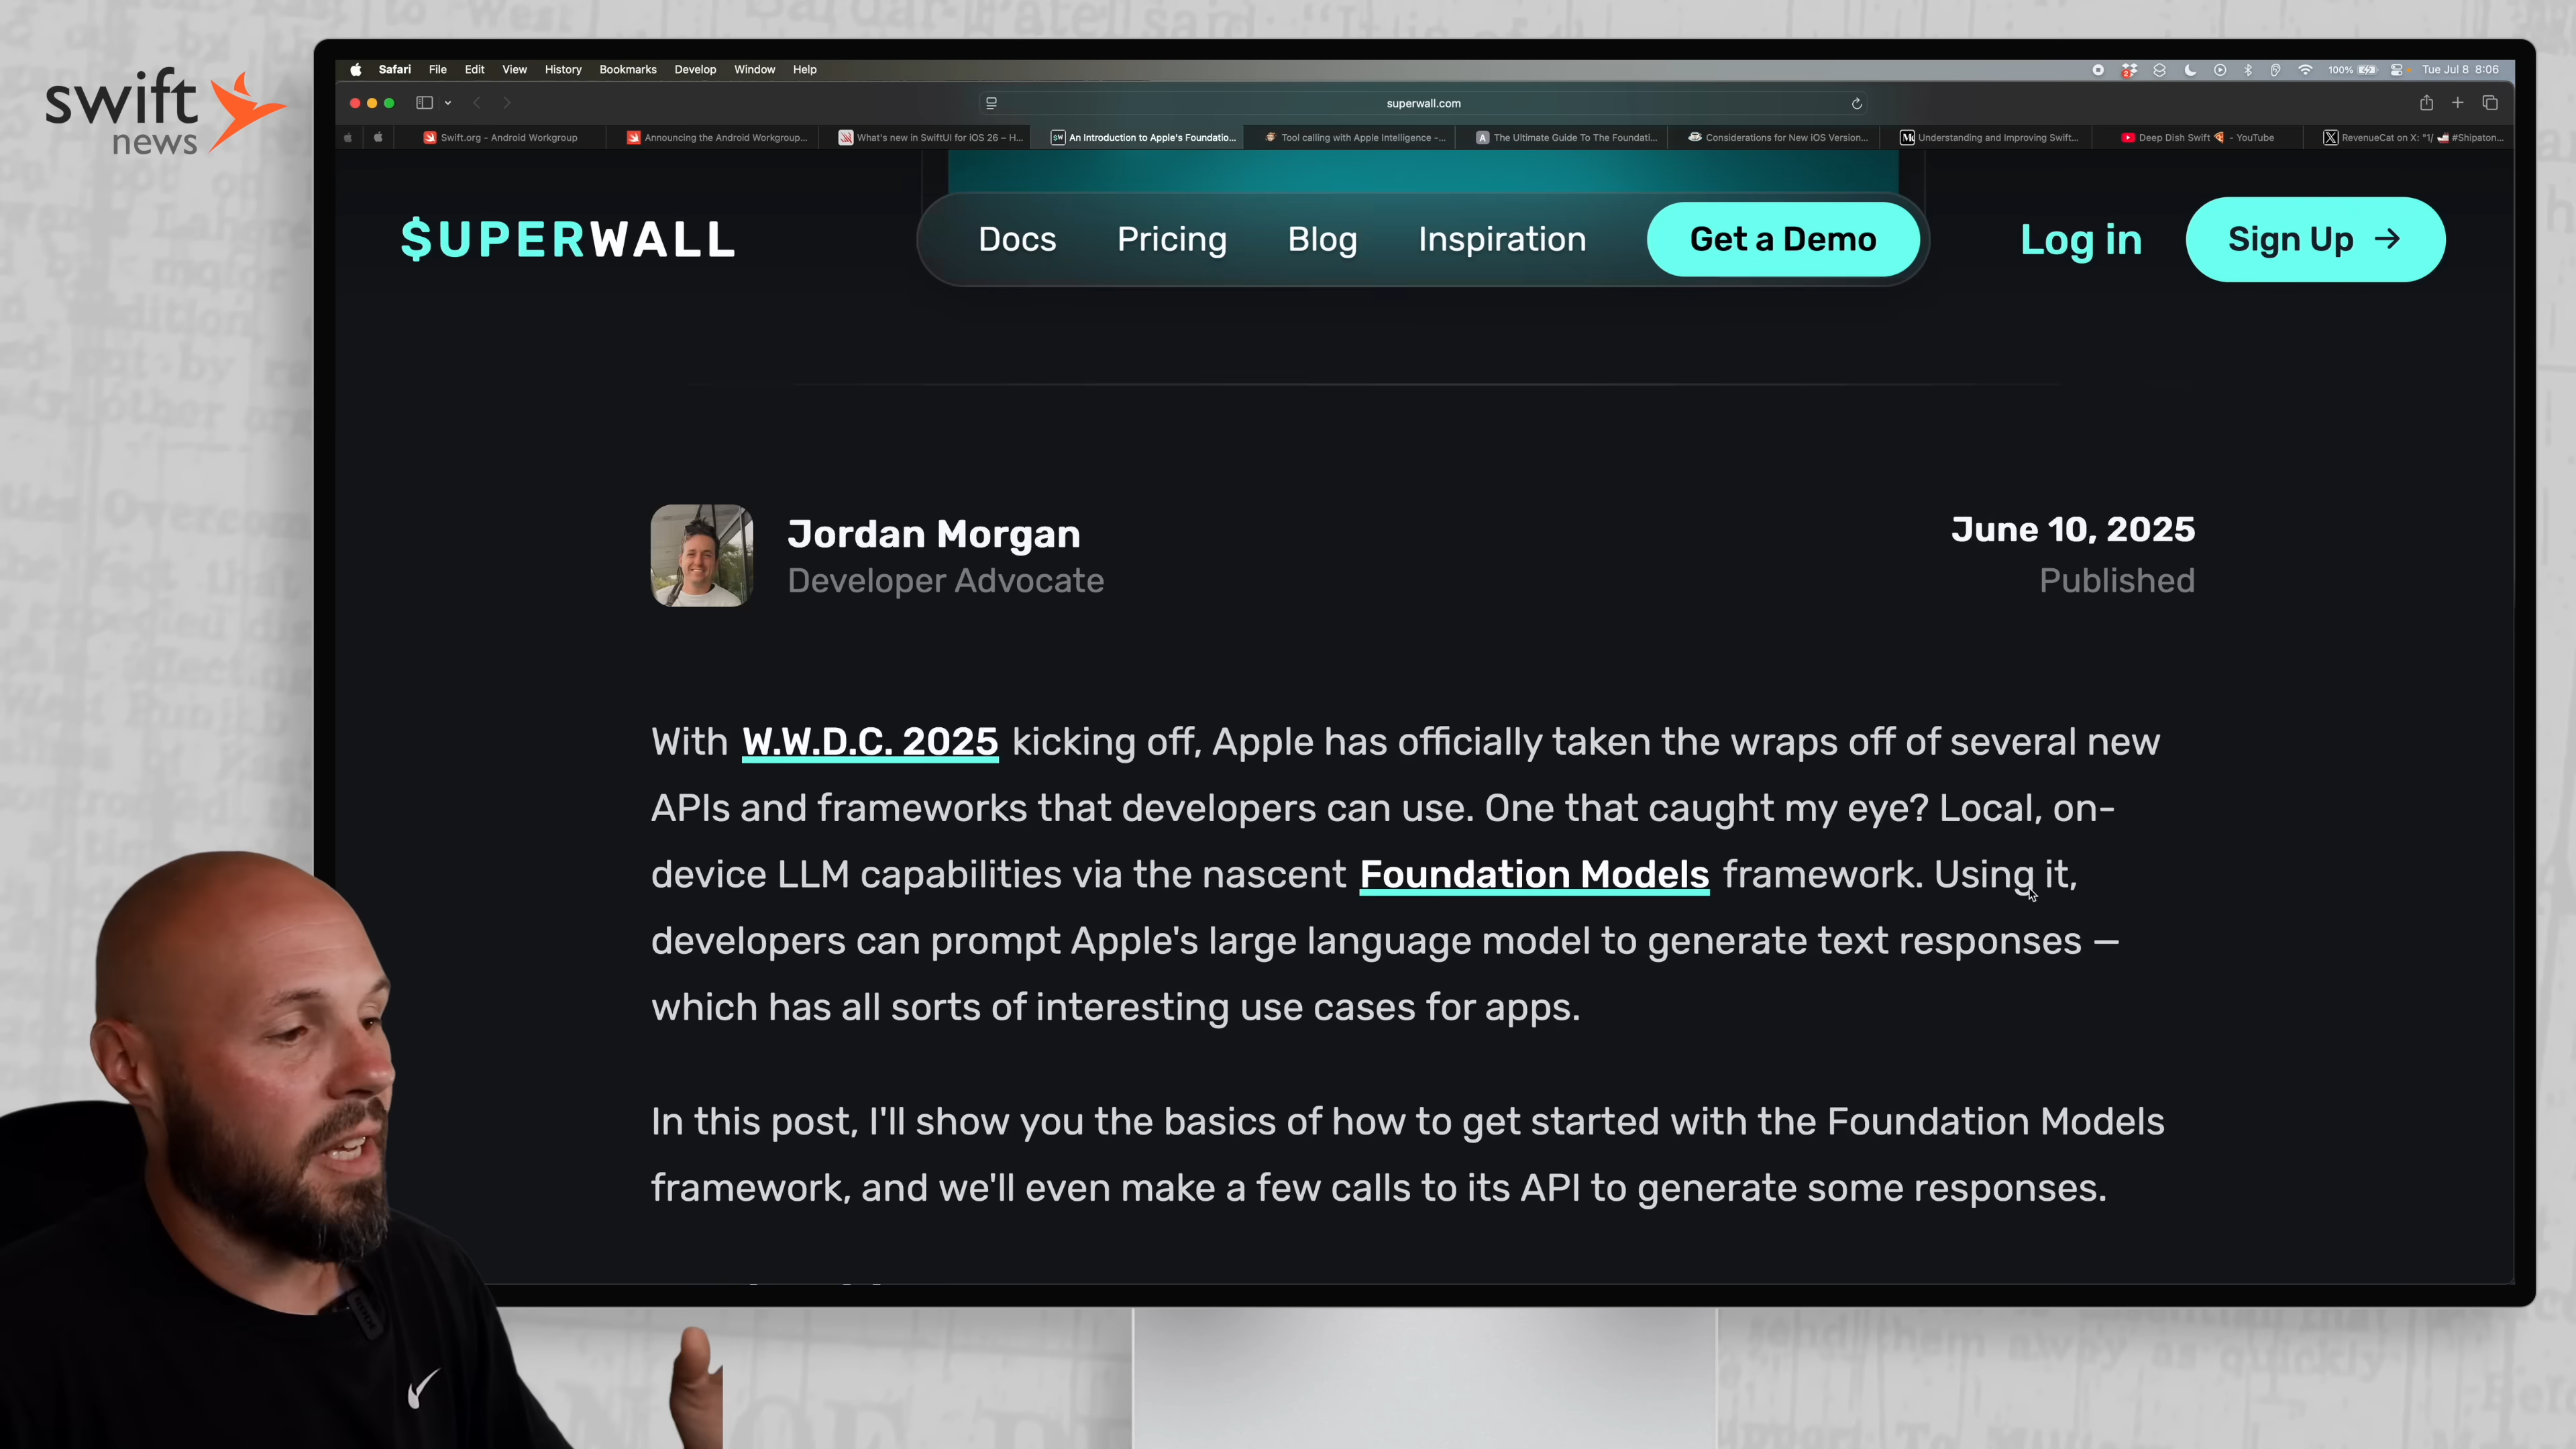 swift
news
Safari File Edit View History Bookmarks Develop Window Help
100% Tue Jul 8 8:06
superwall.com
Swift.org - Android Workgroup
Announcing the Android Workgroup...
What's new in SwiftUI for iOS 26 – H...
An Introduction to Apple's Foundatio...
Tool calling with Apple Intelligence -...
The Ultimate Guide To The Foundati...
Considerations for New iOS Version...
Understanding and Improving Swift...
Deep Dish Swift 🍕 - YouTube
RevenueCat on X: "1/ 🚢 #Shipaton...
$UPERWALL
Docs Pricing Blog Inspiration Get a Demo
Log in Sign Up →
Jordan Morgan
Developer Advocate
June 10, 2025
Published
With W.W.D.C. 2025 kicking off, Apple has officially taken the wraps off of several new
APIs and frameworks that developers can use. One that caught my eye? Local, on-
device LLM capabilities via the nascent Foundation Models framework. Using it,
developers can prompt Apple's large language model to generate text responses —
which has all sorts of interesting use cases for apps.
In this post, I'll show you the basics of how to get started with the Foundation Models
framework, and we'll even make a few calls to its API to generate some responses.